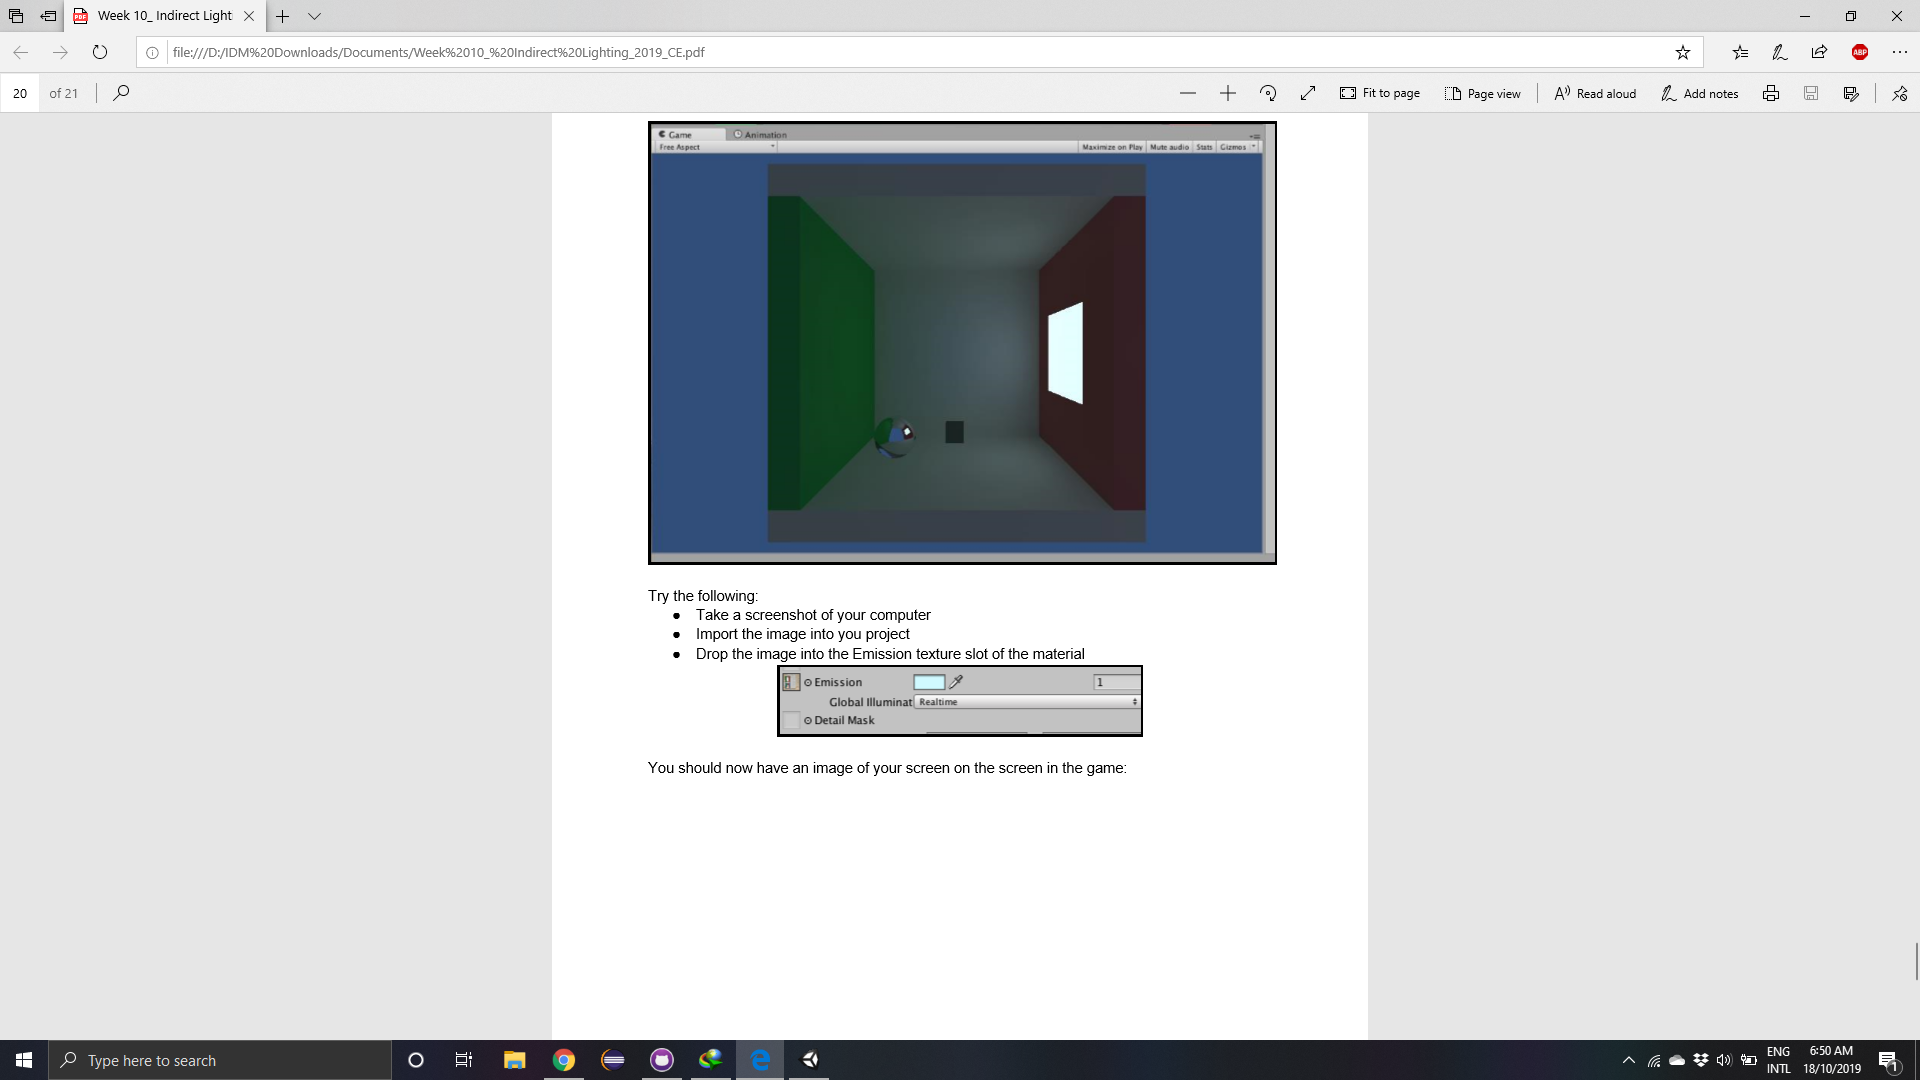 Week 10_ Indirect Lighti
file:///D:/IDM%20Downloads/Documents/Week%2010_%20Indirect%20Lighting_2019_CE.pdf
ABP
20 of 21
Fit to page
Page view
Read aloud
Add notes
Game
Animation
Free Aspect
Maximize on Play
Mute audio
Stats
Gizmos
Try the following:
● Take a screenshot of your computer
● Import the image into you project
● Drop the image into the Emission texture slot of the material
Emission
1
Global Illuminat
Realtime
Detail Mask
You should now have an image of your screen on the screen in the game:
Type here to search
ENG
INTL
6:50 AM
18/10/2019
1